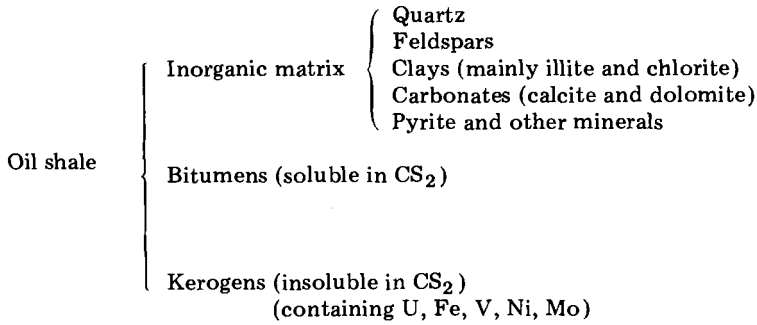 Quartz
Feldspars
Inorganic matrix
Clays (mainly illite and chlorite)
Carbonates (calcite and dolomite)
Pyrite and other minerals
Oil shale
Bitumens (soluble in CS2)
Kerogens (insoluble in CS2)
(containing U, Fe, V, Ni, Mo)